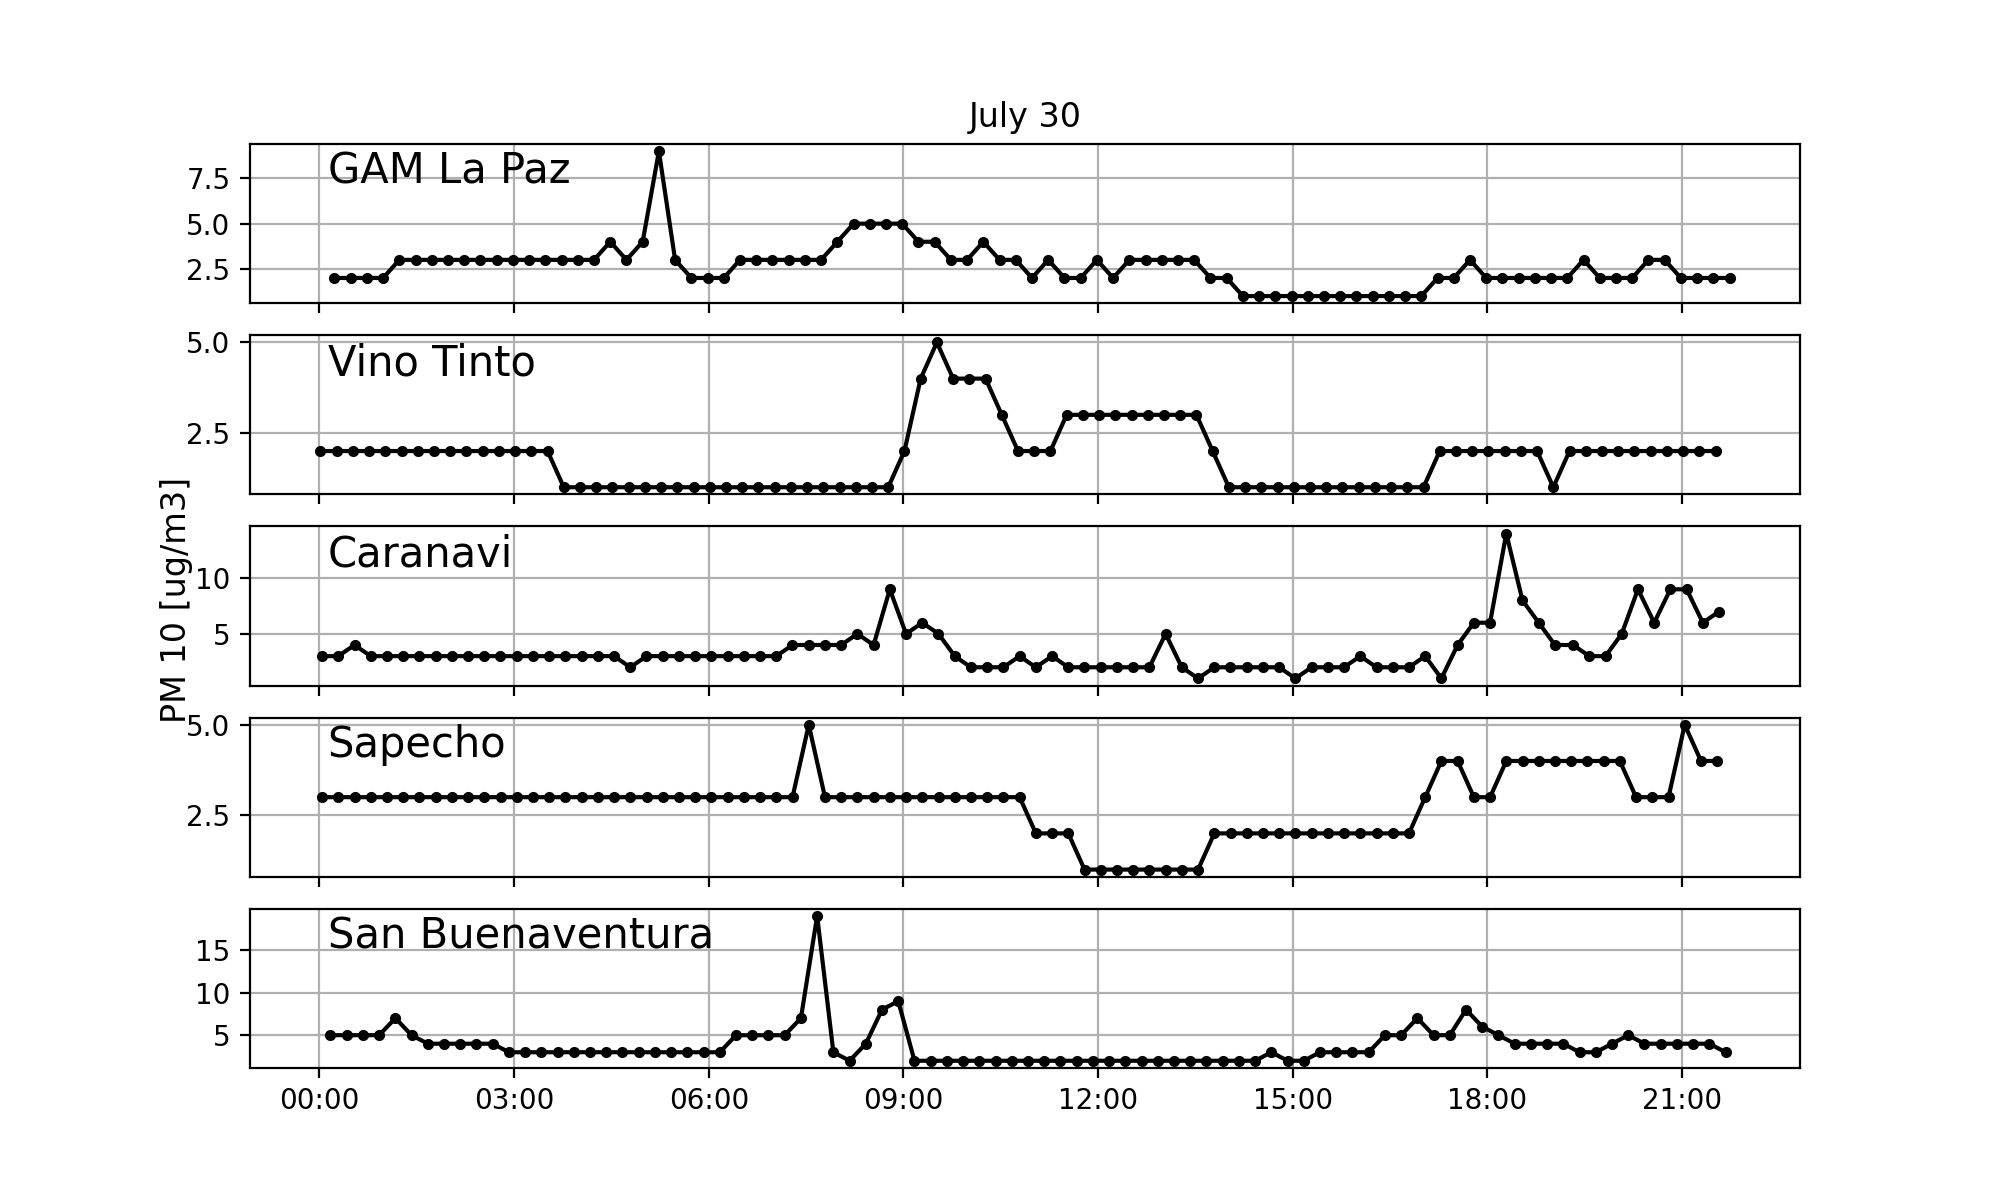 July 30
GAM La Paz
7.5
5.0
2.5
Vino Tinto
5.0
2.5
PM 10 [ug/m3]
Caranavi
10
5
Sapecho
5.0
2.5
San Buenaventura
15
10
5
00:00 03:00 06:00 09:00 12:00 15:00 18:00 21:00